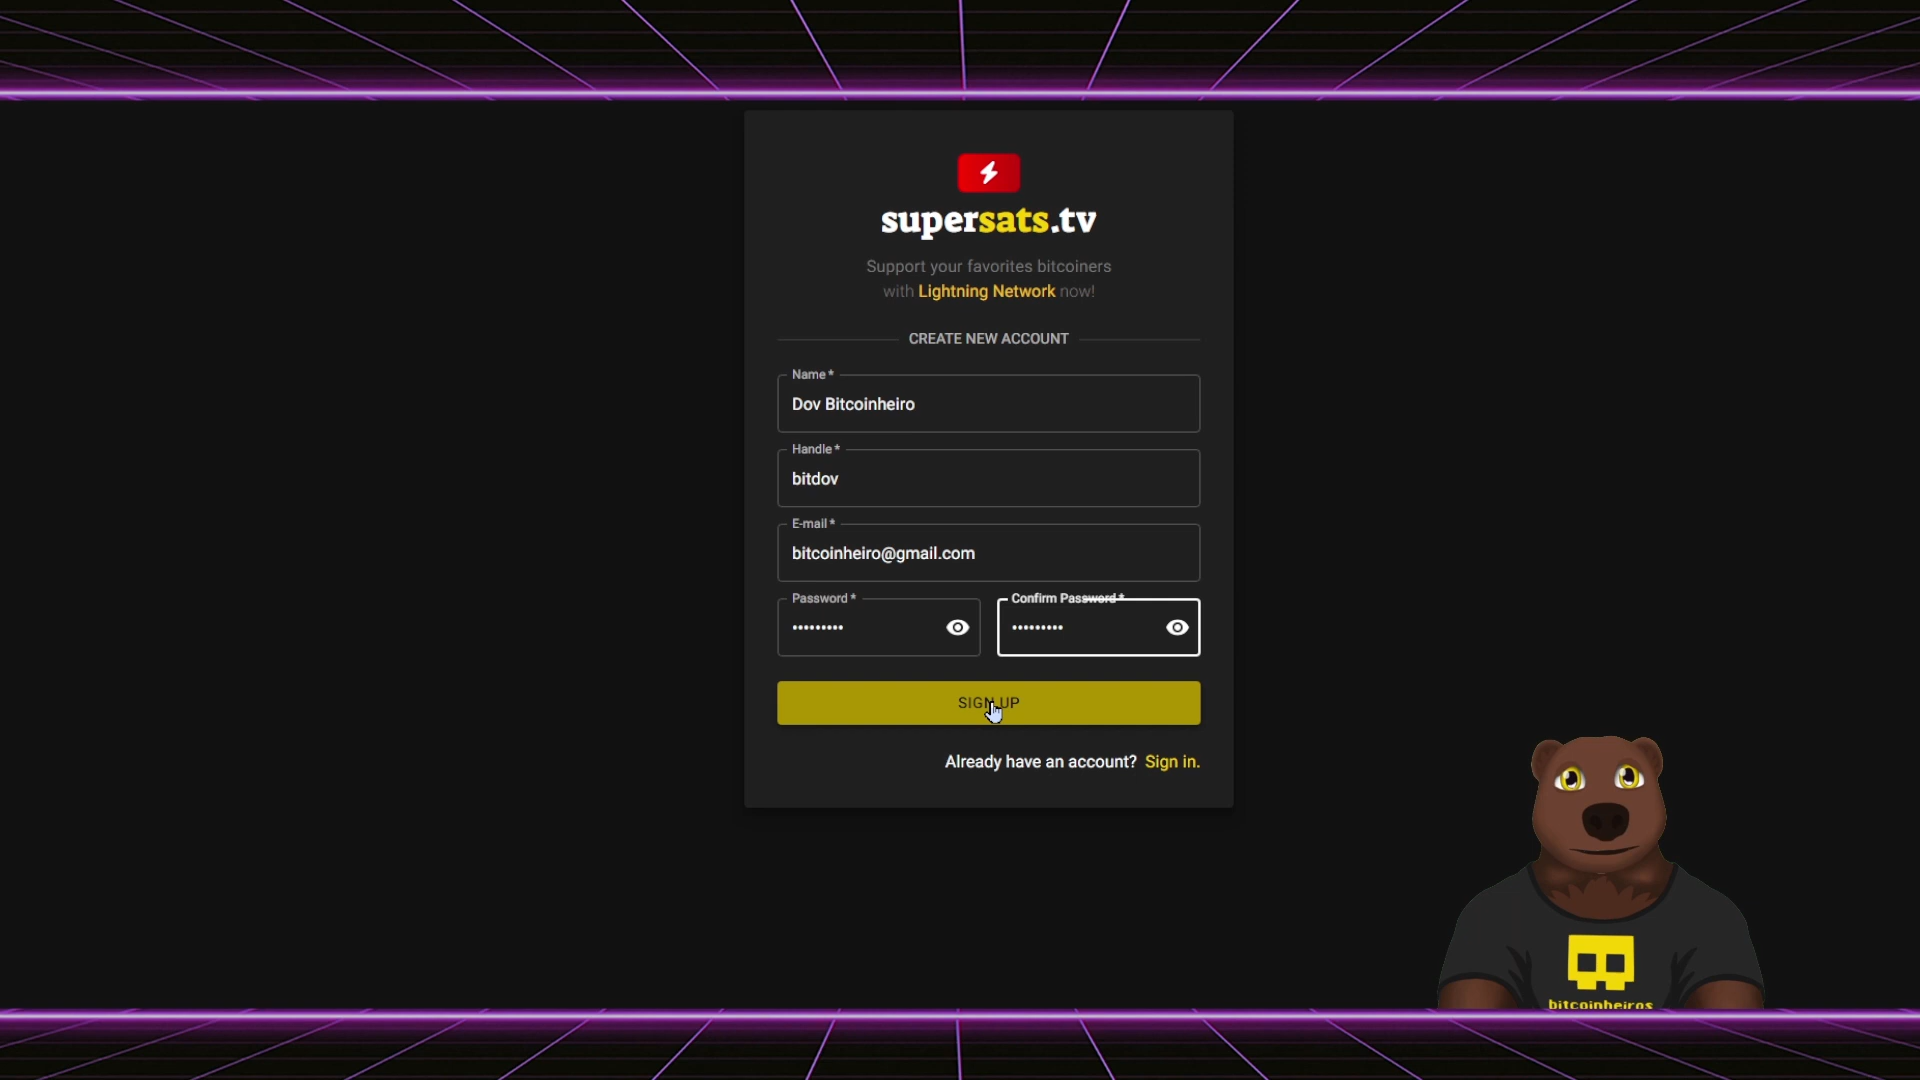 supersats.tv
Support your favorites bitcoiners
with Lightning Network now!
CREATE NEW ACCOUNT
Name *
Dov Bitcoinheiro
Handle *
bitdov
E-mail *
bitcoinheiro@gmail.com
Password * Confirm Password *
••••••••• •••••••••
SIGN UP
Already have an account? Sign in.
bitcoinheiros